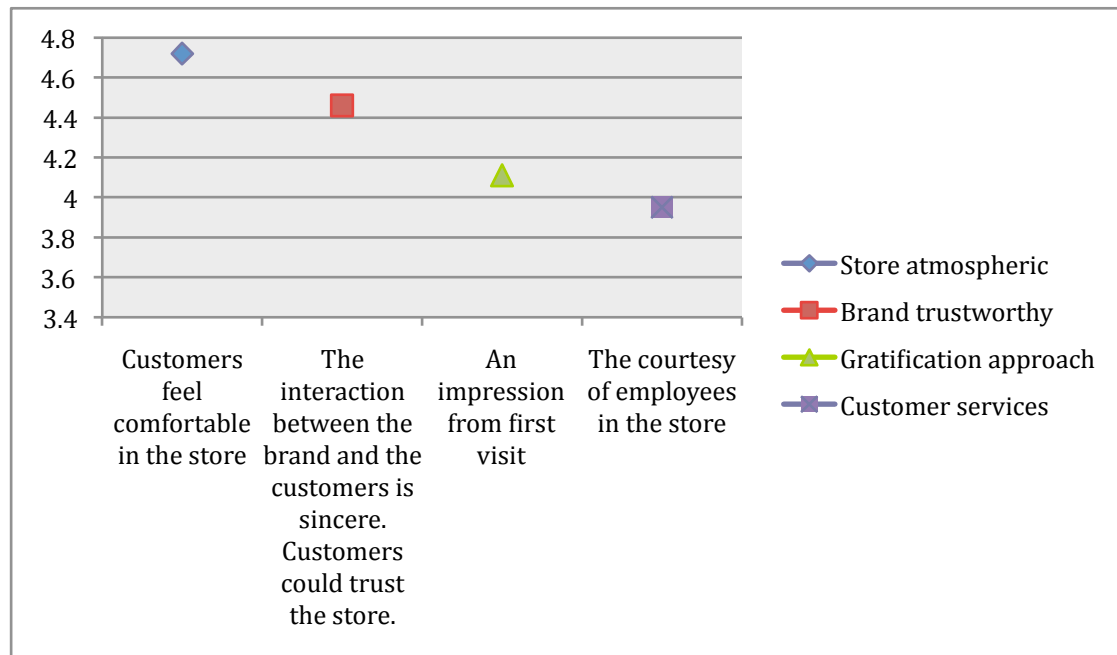 4.8
4.6
4.4
4.2
4
3.8
3.6
3.4
Customers
feel
comfortable
in the store
The
interaction
between the
brand and the
customers is
sincere.
Customers
could trust
the store.
An
impression
from first
visit
The courtesy
of employees
in the store
Store atmospheric
Brand trustworthy
Gratification approach
Customer services